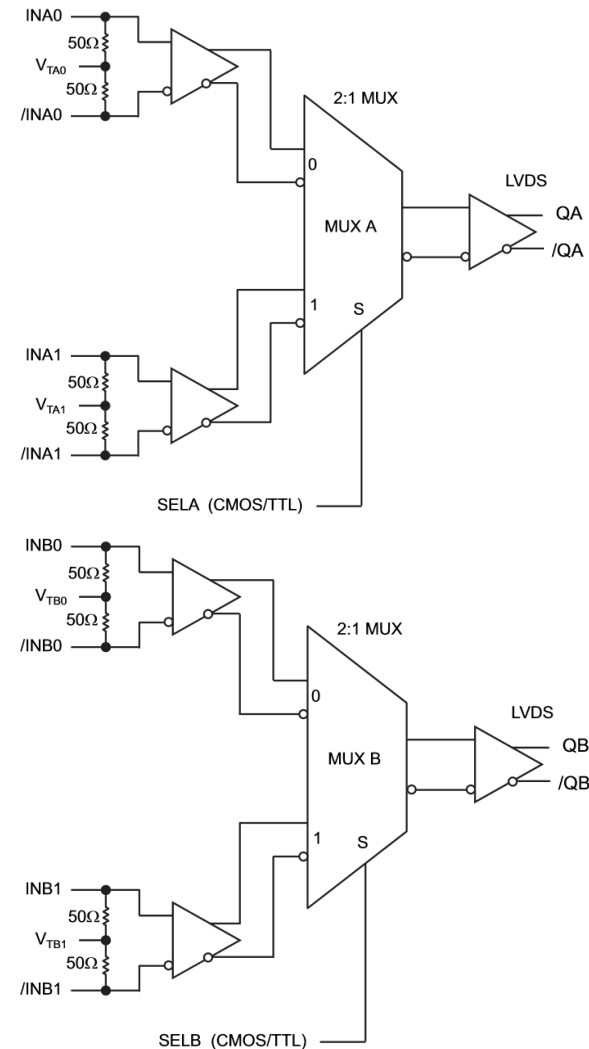 INA0
50Ω
VTA0
50Ω
/INA0
2:1 MUX
0
MUX A
LVDS
QA
/QA
1
S
INA1
50Ω
VTA1
50Ω
/INA1
SELA (CMOS/TTL)
INB0
50Ω
VTB0
50Ω
/INB0
2:1 MUX
0
MUX B
LVDS
QB
/QB
1
S
INB1
50Ω
VTB1
50Ω
/INB1
SELB (CMOS/TTL)